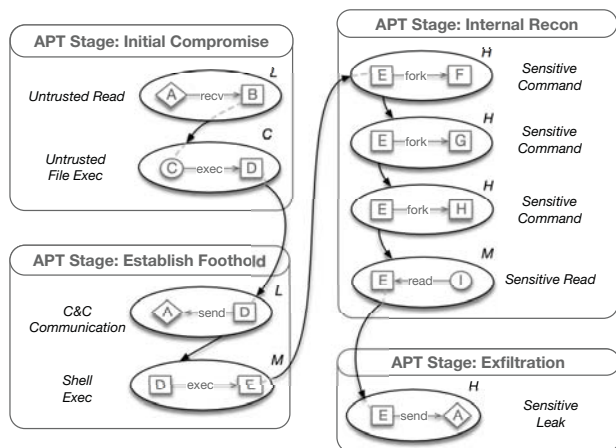 APT Stage: Initial Compromise
L
Untrusted Read
A
recv
B
C
Untrusted
File Exec
C
exec
D
APT Stage: Establish Foothold
L
C&C
Communication
A
send
D
M
Shell
Exec
D
exec
E
APT Stage: Internal Recon
H
E
fork
F
Sensitive
Command
H
E
fork
G
Sensitive
Command
H
E
fork
H
Sensitive
Command
M
E
read
I
Sensitive Read
APT Stage: Exfiltration
H
E
send
A
Sensitive
Leak